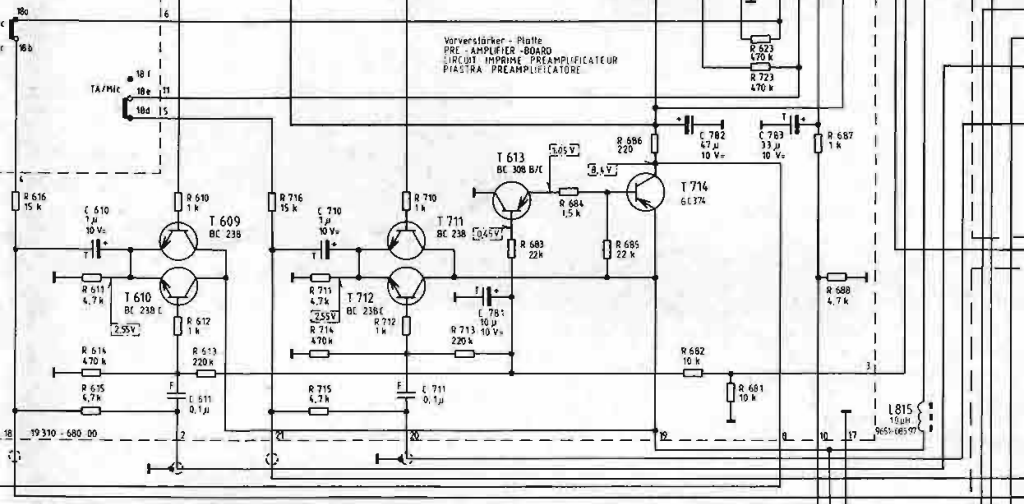 18a
6
18b
Vorverstärker - Platte
PRE - AMPLIFIER - BOARD
CIRCUIT IMPRIME PREAMPLIFICATEUR
PIASTRA PREAMPLIFICATORE
R 623
470 k
R 723
470 k
18 f
TA/Mic
18e
11
18d
5
4
R 616
15 k
R 610
1 k
C 610
1 µ
10 V=
T
T 609
BC 238
R 611
4,7 k
T 610
BC 238 C
2,55V
R 612
1 k
R 614
470 k
R 613
220 k
R 615
4,7 k
F
C 611
0,1 µ
R 716
15 k
R 710
1 k
C 710
1 µ
10 V=
T
T 711
BC 238
R 711
4,7 k
T 712
BC 238 C
2,55V
R 714
470 k
R 712
1 k
R 713
220 k
R 715
4,7 k
F
C 711
0,1 µ
T 613
BC 308 B/C
1,05 V
8,4 V
R 686
220
C 782
47 µ
10 V=
T
C 783
33 µ
10 V=
R 687
1 k
R 684
1,5 k
T 714
0,45V
R 683
22k
R 685
22 k
C 781
10 µ
10 V=
R 688
4,7 k
R 682
10 k
3
R 681
10 k
L815
10 µH
18
19 310 - 680 00
2
21
20
19
8
10
17